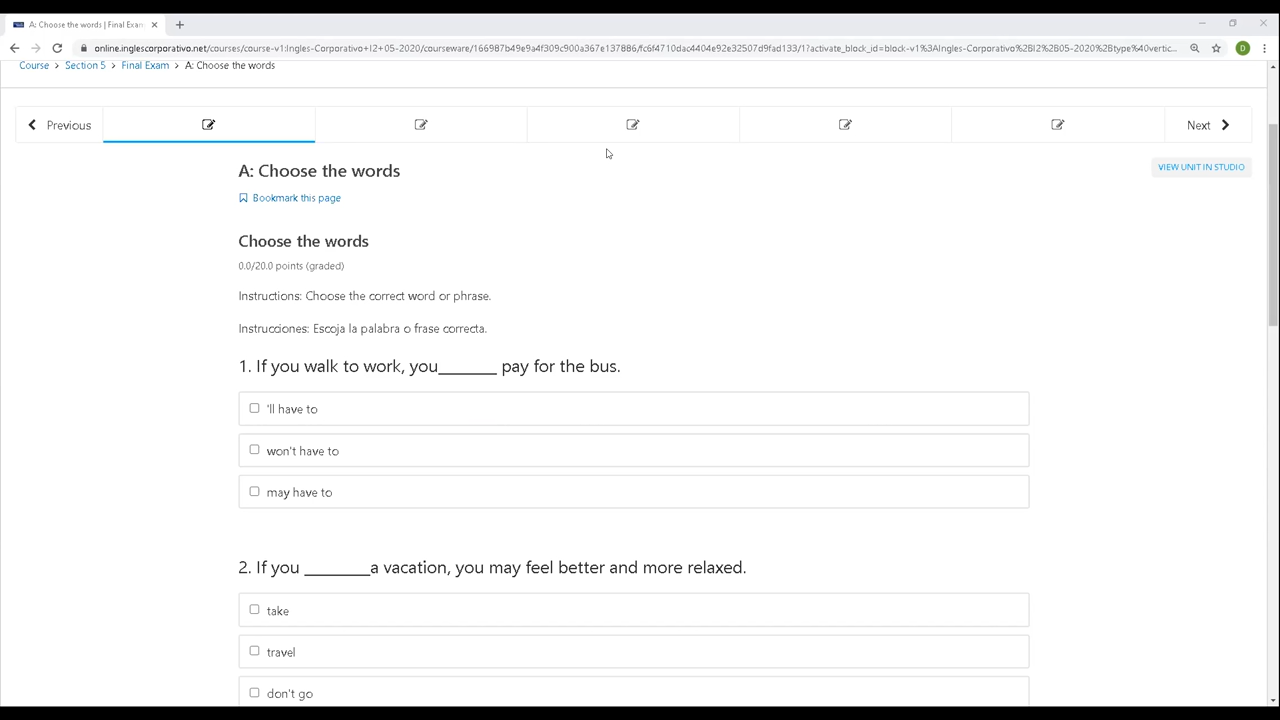 A: Choose the words | Final Exam
online.inglescorporativo.net/courses/course-v1:Ingles-Corporativo+I2+05-2020/courseware/166987b49e9a4f309c900a367e137886/fc6f4710dac4404e92e32507d9fad133/1?activate_block_id=block-v1%3AIngles-Corporativo%2BI2%2B05-2020%2Btype%40vertic...
D
Course > Section 5 > Final Exam > A: Choose the words
Previous
Next
A: Choose the words
VIEW UNIT IN STUDIO
Bookmark this page
Choose the words
0.0/20.0 points (graded)
Instructions: Choose the correct word or phrase.
Instrucciones: Escoja la palabra o frase correcta.
1. If you walk to work, you_______ pay for the bus.
'll have to
won't have to
may have to
2. If you ________a vacation, you may feel better and more relaxed.
take
travel
don't go